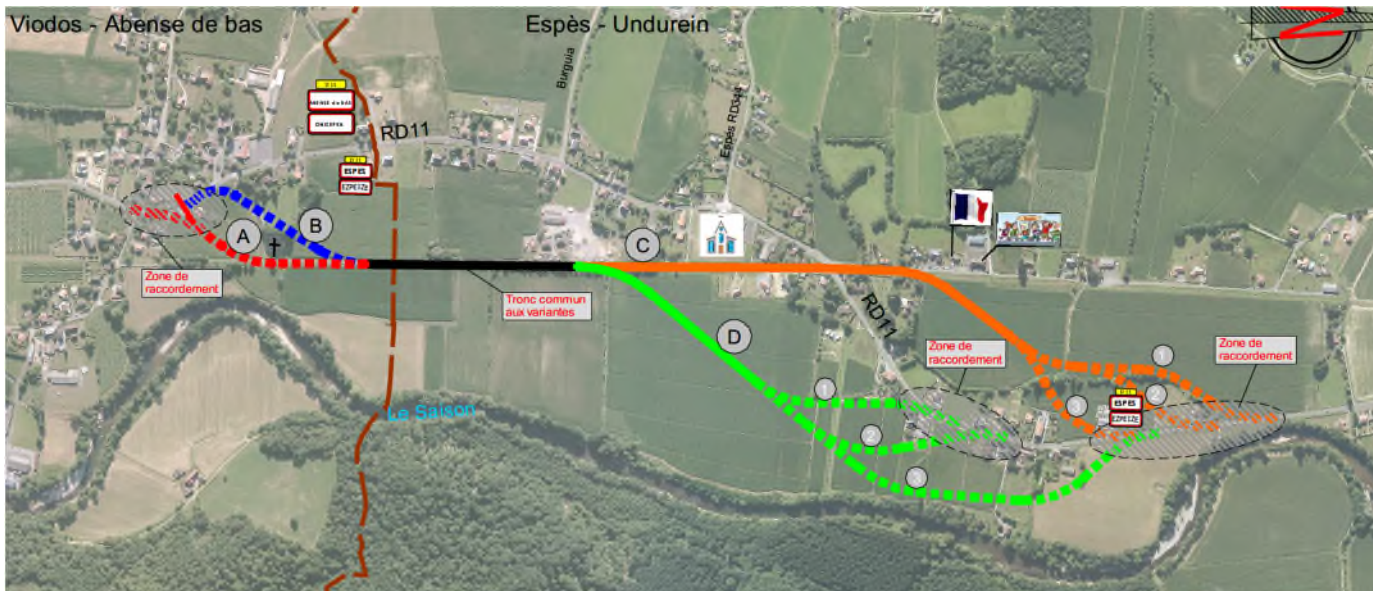 Viodos - Abense de bas
Espès - Undurein
Burguia
Espès RD344
RD11
ESPES
EZPEIZE
A
B
C
Zone de
raccordement
Tronc commun
aux variantes
D
RD11
Zone de
raccordement
Zone de
raccordement
1
2
3
ESPES
EZPEIZE
1
2
3
Le Saison